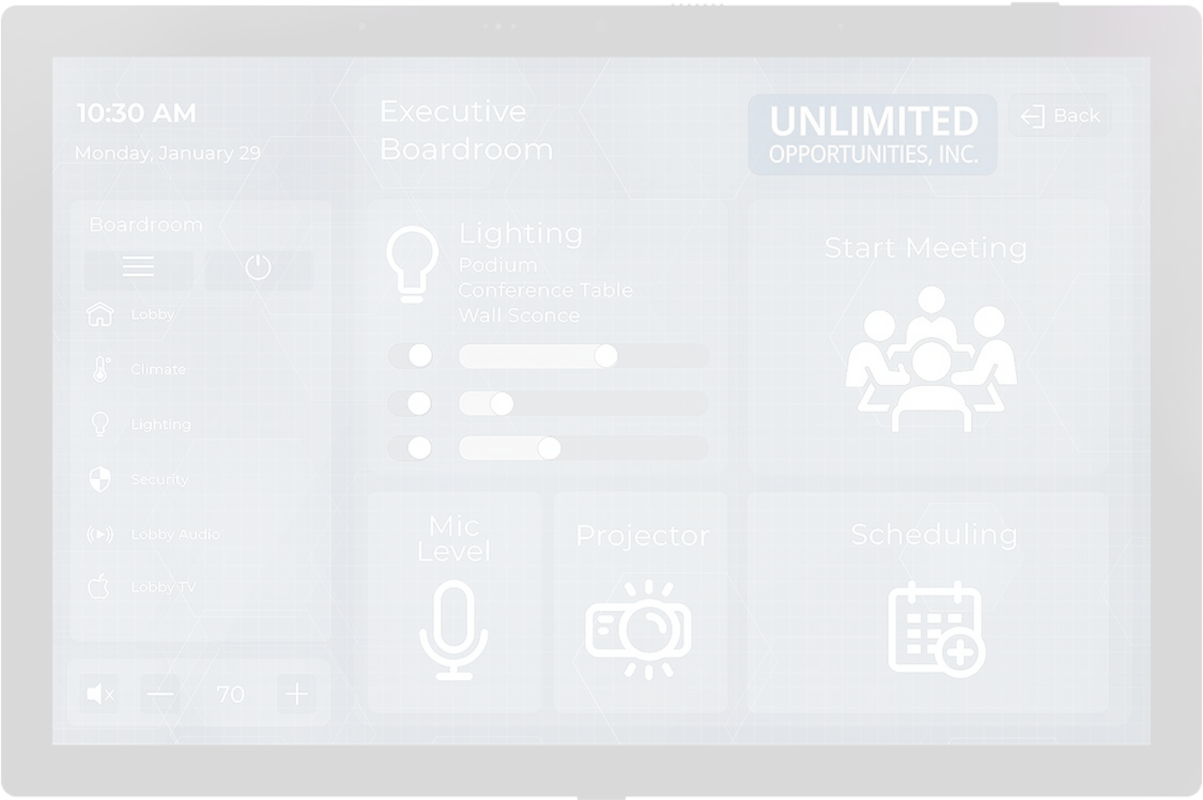 10:30 AM
Monday, January 29
Executive
Boardroom
UNLIMITED
OPPORTUNITIES, INC.
Back
Boardroom
Lobby
Climate
Lighting
Security
Lobby Audio
Lobby TV
70
Lighting
Podium
Conference Table
Wall Sconce
Start Meeting
Mic
Level
Projector
Scheduling